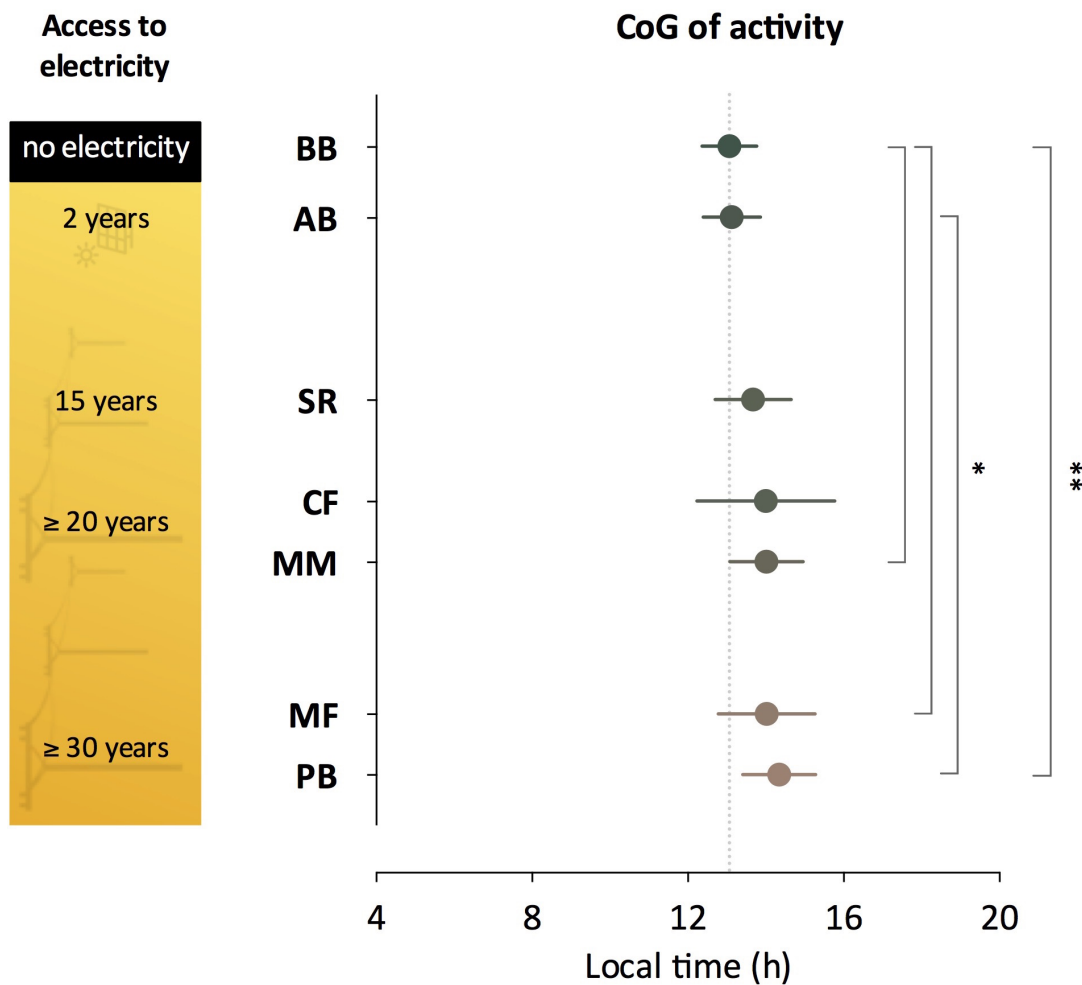 Access to
electricity
CoG of activity
no electricity
BB
2 years
AB
15 years
SR
*
**
CF
≥ 20 years
MM
MF
≥ 30 years
PB
4 8 12 16 20
Local time (h)